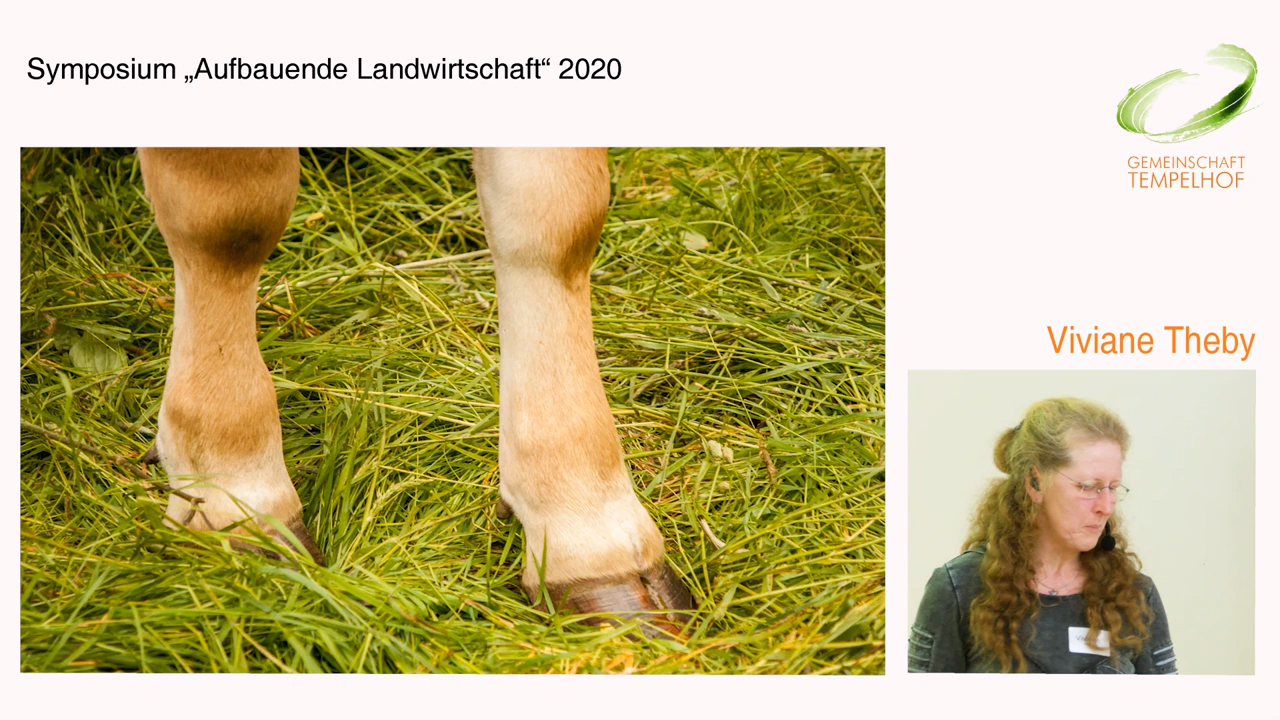 Symposium „Aufbauende Landwirtschaft“ 2020
GEMEINSCHAFT
TEMPELHOF
Viviane Theby